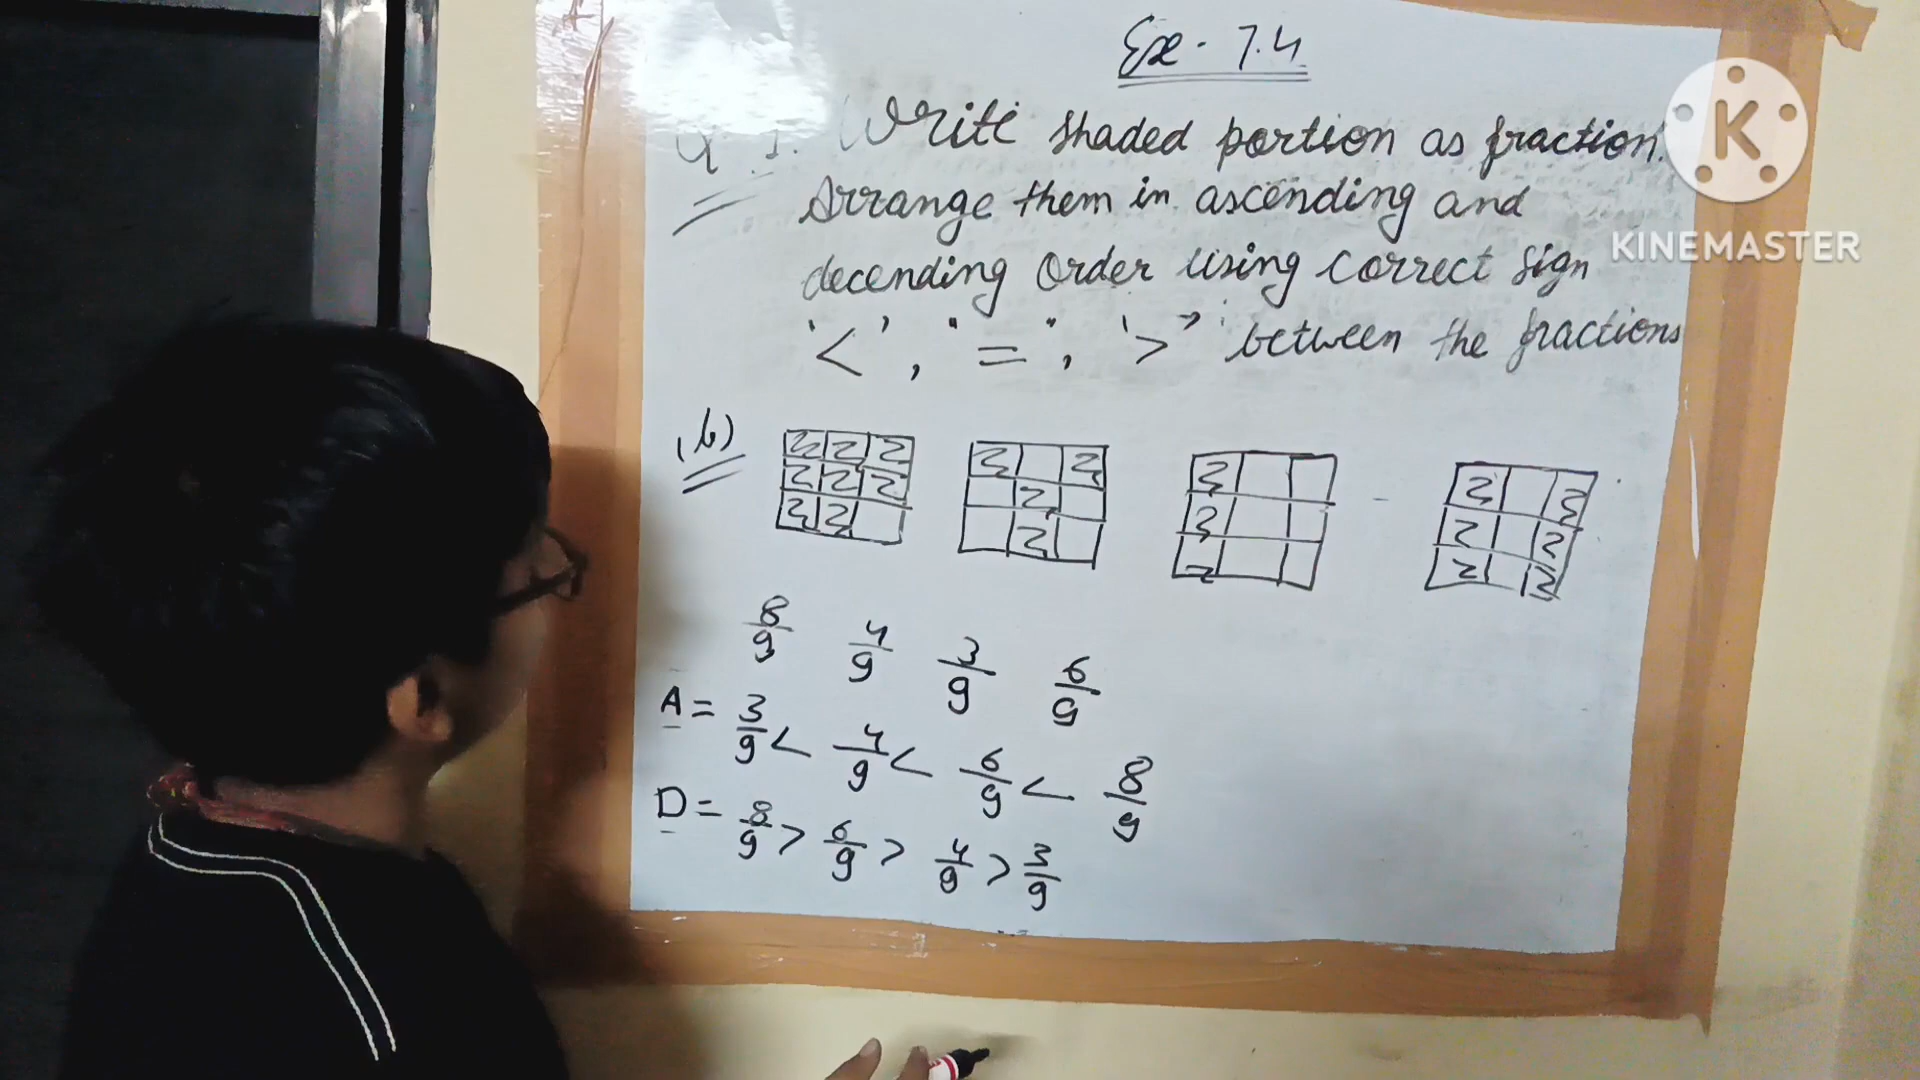 Ex - 7.4
Q 1. Write shaded portion as fraction.
Arrange them in ascending and
decending order using correct sign
'<', "=", '>' between the fractions
(b)
8/9 4/9 3/9 6/9
A = 3/9 < 4/9 < 6/9 < 8/9
D = 8/9 > 6/9 > 4/9 > 3/9
K
KINEMASTER